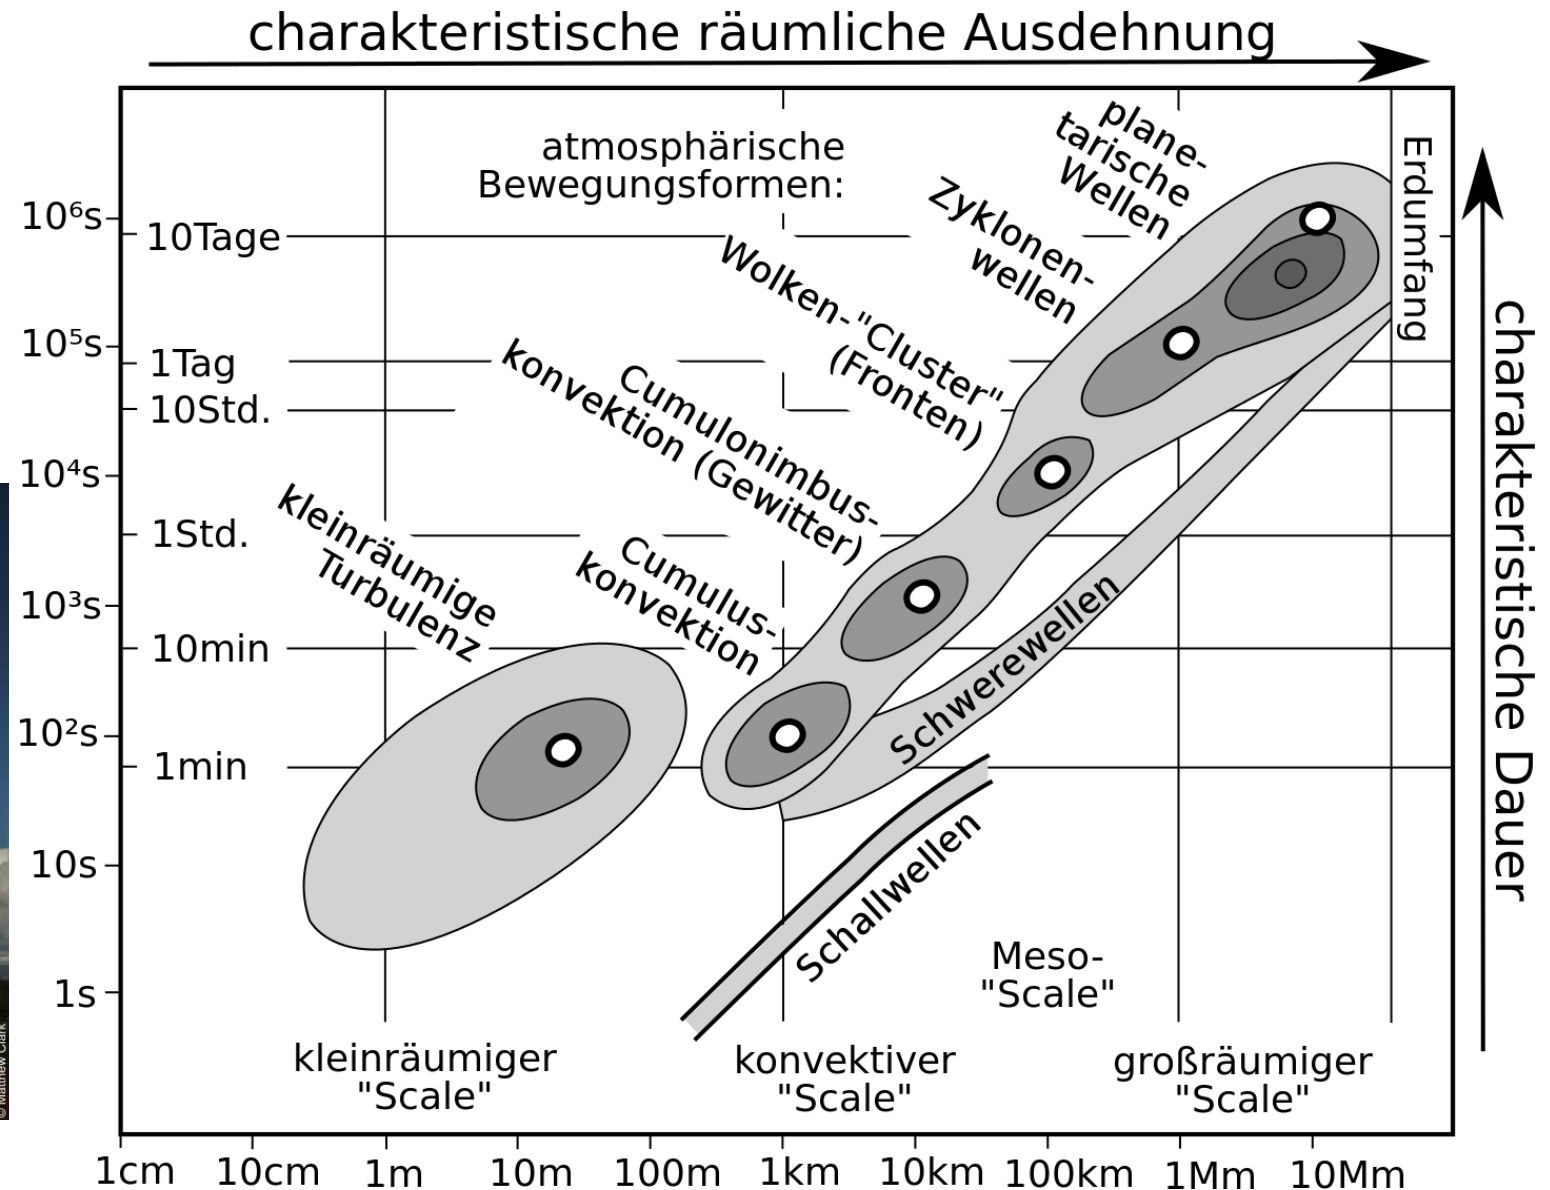 charakteristische räumliche Ausdehnung
atmosphärische
Bewegungsformen:
plane-
tarische
Wellen
Zyklonen-
wellen
Wolken-"Cluster"
(Fronten)
Cumulonimbus-
konvektion (Gewitter)
Cumulus-
konvektion
kleinräumige
Turbulenz
Erdumfang
charakteristische Dauer
10⁶s
10Tage
10⁵s
1Tag
10Std.
10⁴s
1Std.
10³s
10min
10²s
1min
10s
1s
Schwerewellen
Schallwellen
Meso-
"Scale"
kleinräumiger
"Scale"
konvektiver
"Scale"
großräumiger
"Scale"
1cm 10cm 1m 10m 100m 1km 10km 100km 1Mm 10Mm
© Matthew Clark